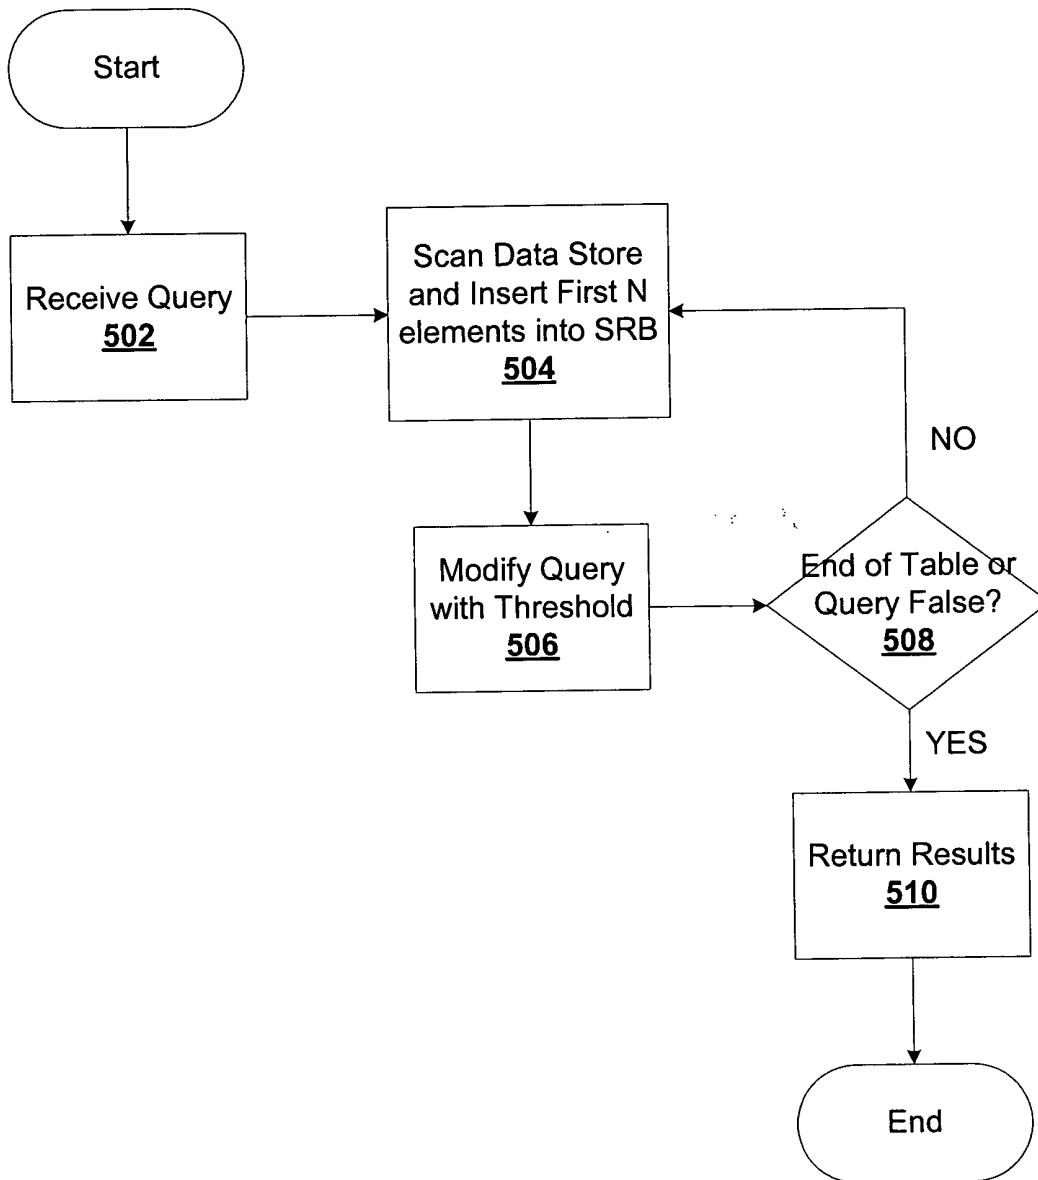 Start
Receive Query
502
Scan Data Store
and Insert First N
elements into SRB
504
NO
Modify Query
with Threshold
506
End of Table or
Query False?
508
YES
Return Results
510
End